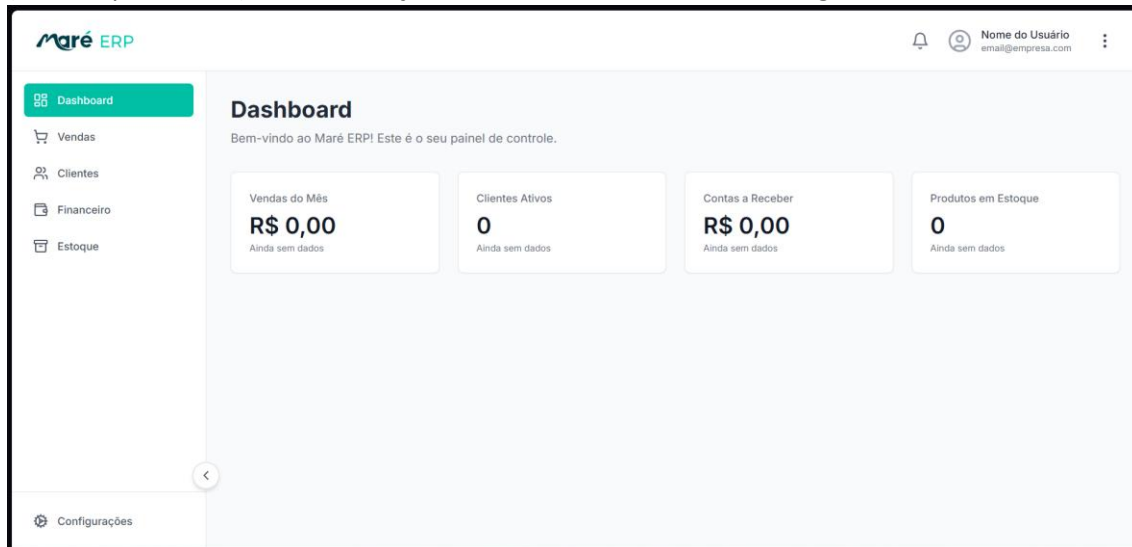 Maré ERP
Nome do Usuário
email@empresa.com
Dashboard
Vendas
Clientes
Financeiro
Estoque
Configurações
Dashboard
Bem-vindo ao Maré ERP! Este é o seu painel de controle.
Vendas do Mês
R$ 0,00
Ainda sem dados
Clientes Ativos
0
Ainda sem dados
Contas a Receber
R$ 0,00
Ainda sem dados
Produtos em Estoque
0
Ainda sem dados